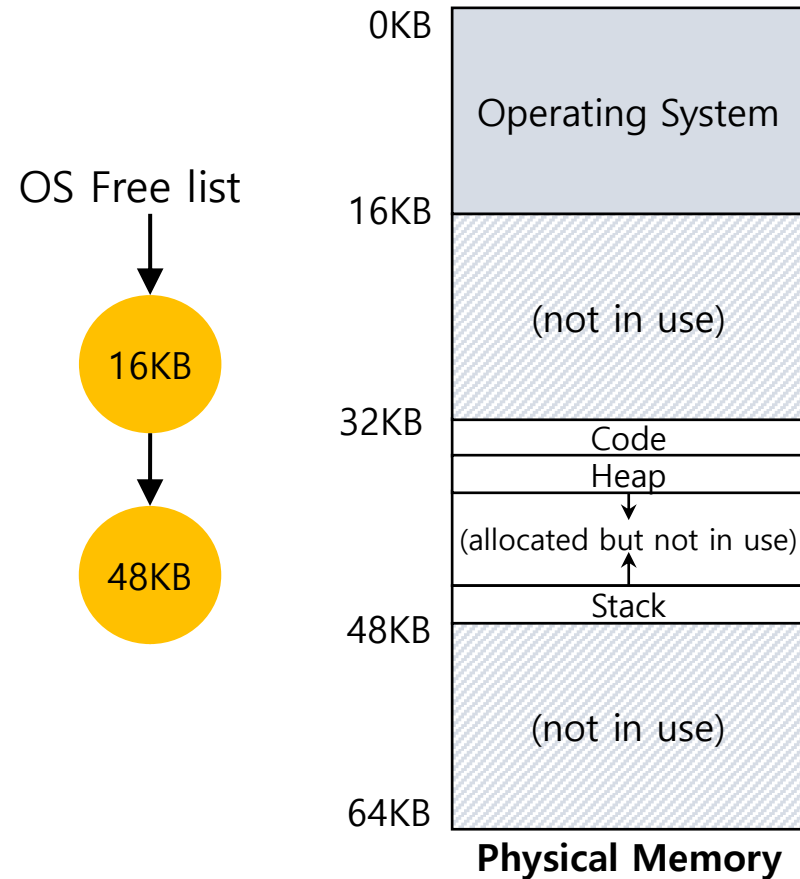 OS Free list
16KB
48KB
0KB
Operating System
16KB
(not in use)
32KB
Code
Heap
(allocated but not in use)
Stack
48KB
(not in use)
64KB
Physical Memory